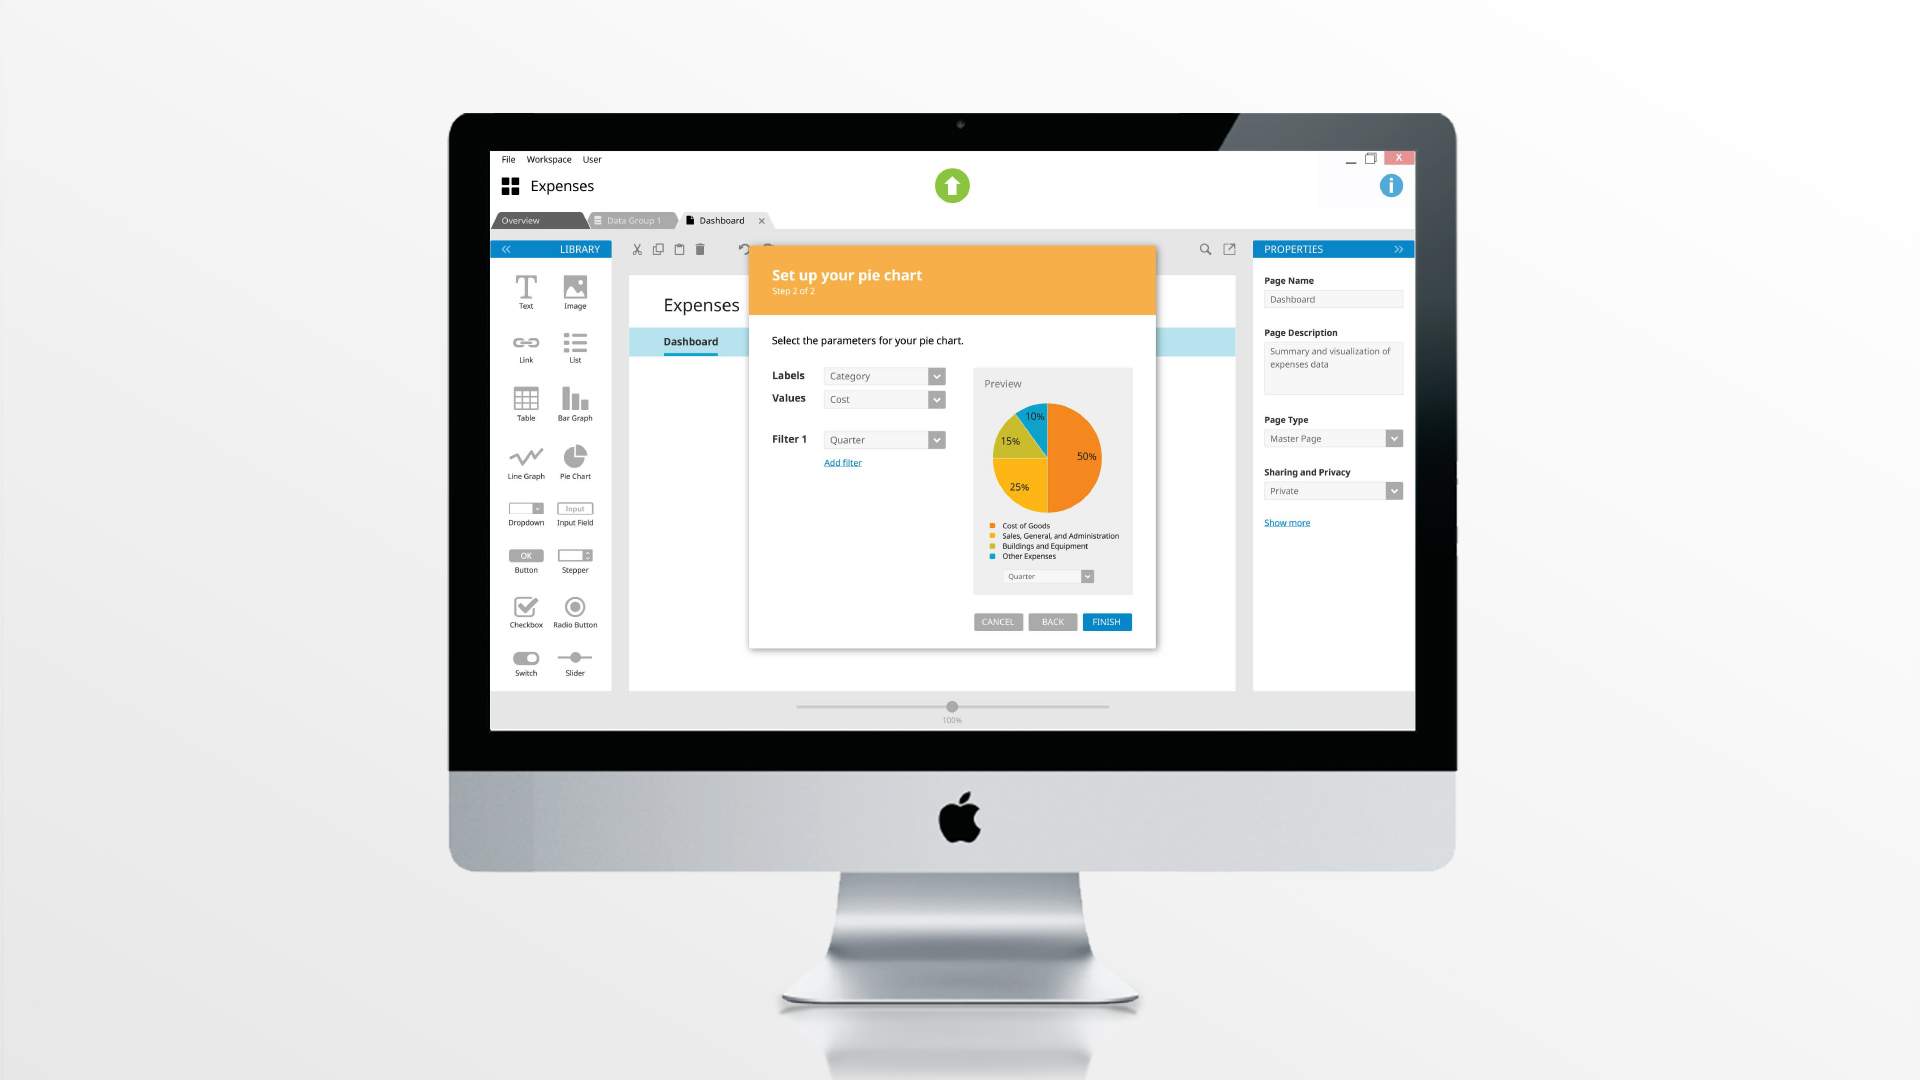 File Workspace User
X
Expenses
i
Overview
Data Group 1
Dashboard
LIBRARY
Text
Image
Link
List
Table
Bar Graph
Line Graph
Pie Chart
Dropdown
Input
Input Field
OK
Button
Stepper
Checkbox
Radio Button
Switch
Slider
Expenses
Dashboard
Set up your pie chart
Step 2 of 2
Select the parameters for your pie chart.
Labels
Category
Values
Cost
Filter 1
Quarter
Add filter
Preview
10%
15%
50%
25%
Cost of Goods
Sales, General, and Administration
Buildings and Equipment
Other Expenses
Quarter
CANCEL
BACK
FINISH
100%
PROPERTIES
Page Name
Dashboard
Page Description
Summary and visualization of
expenses data
Page Type
Master Page
Sharing and Privacy
Private
Show more